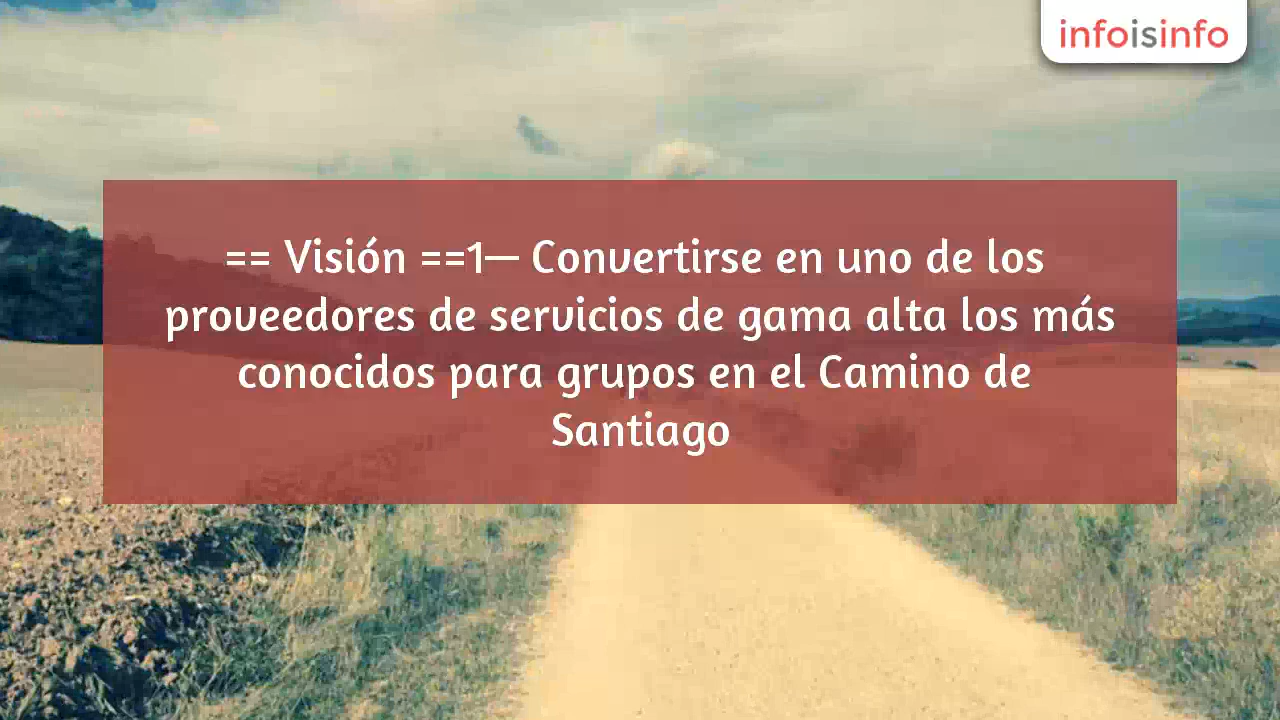 infoisinfo
== Visión ==1— Convertirse en uno de los
proveedores de servicios de gama alta los más
conocidos para grupos en el Camino de
Santiago